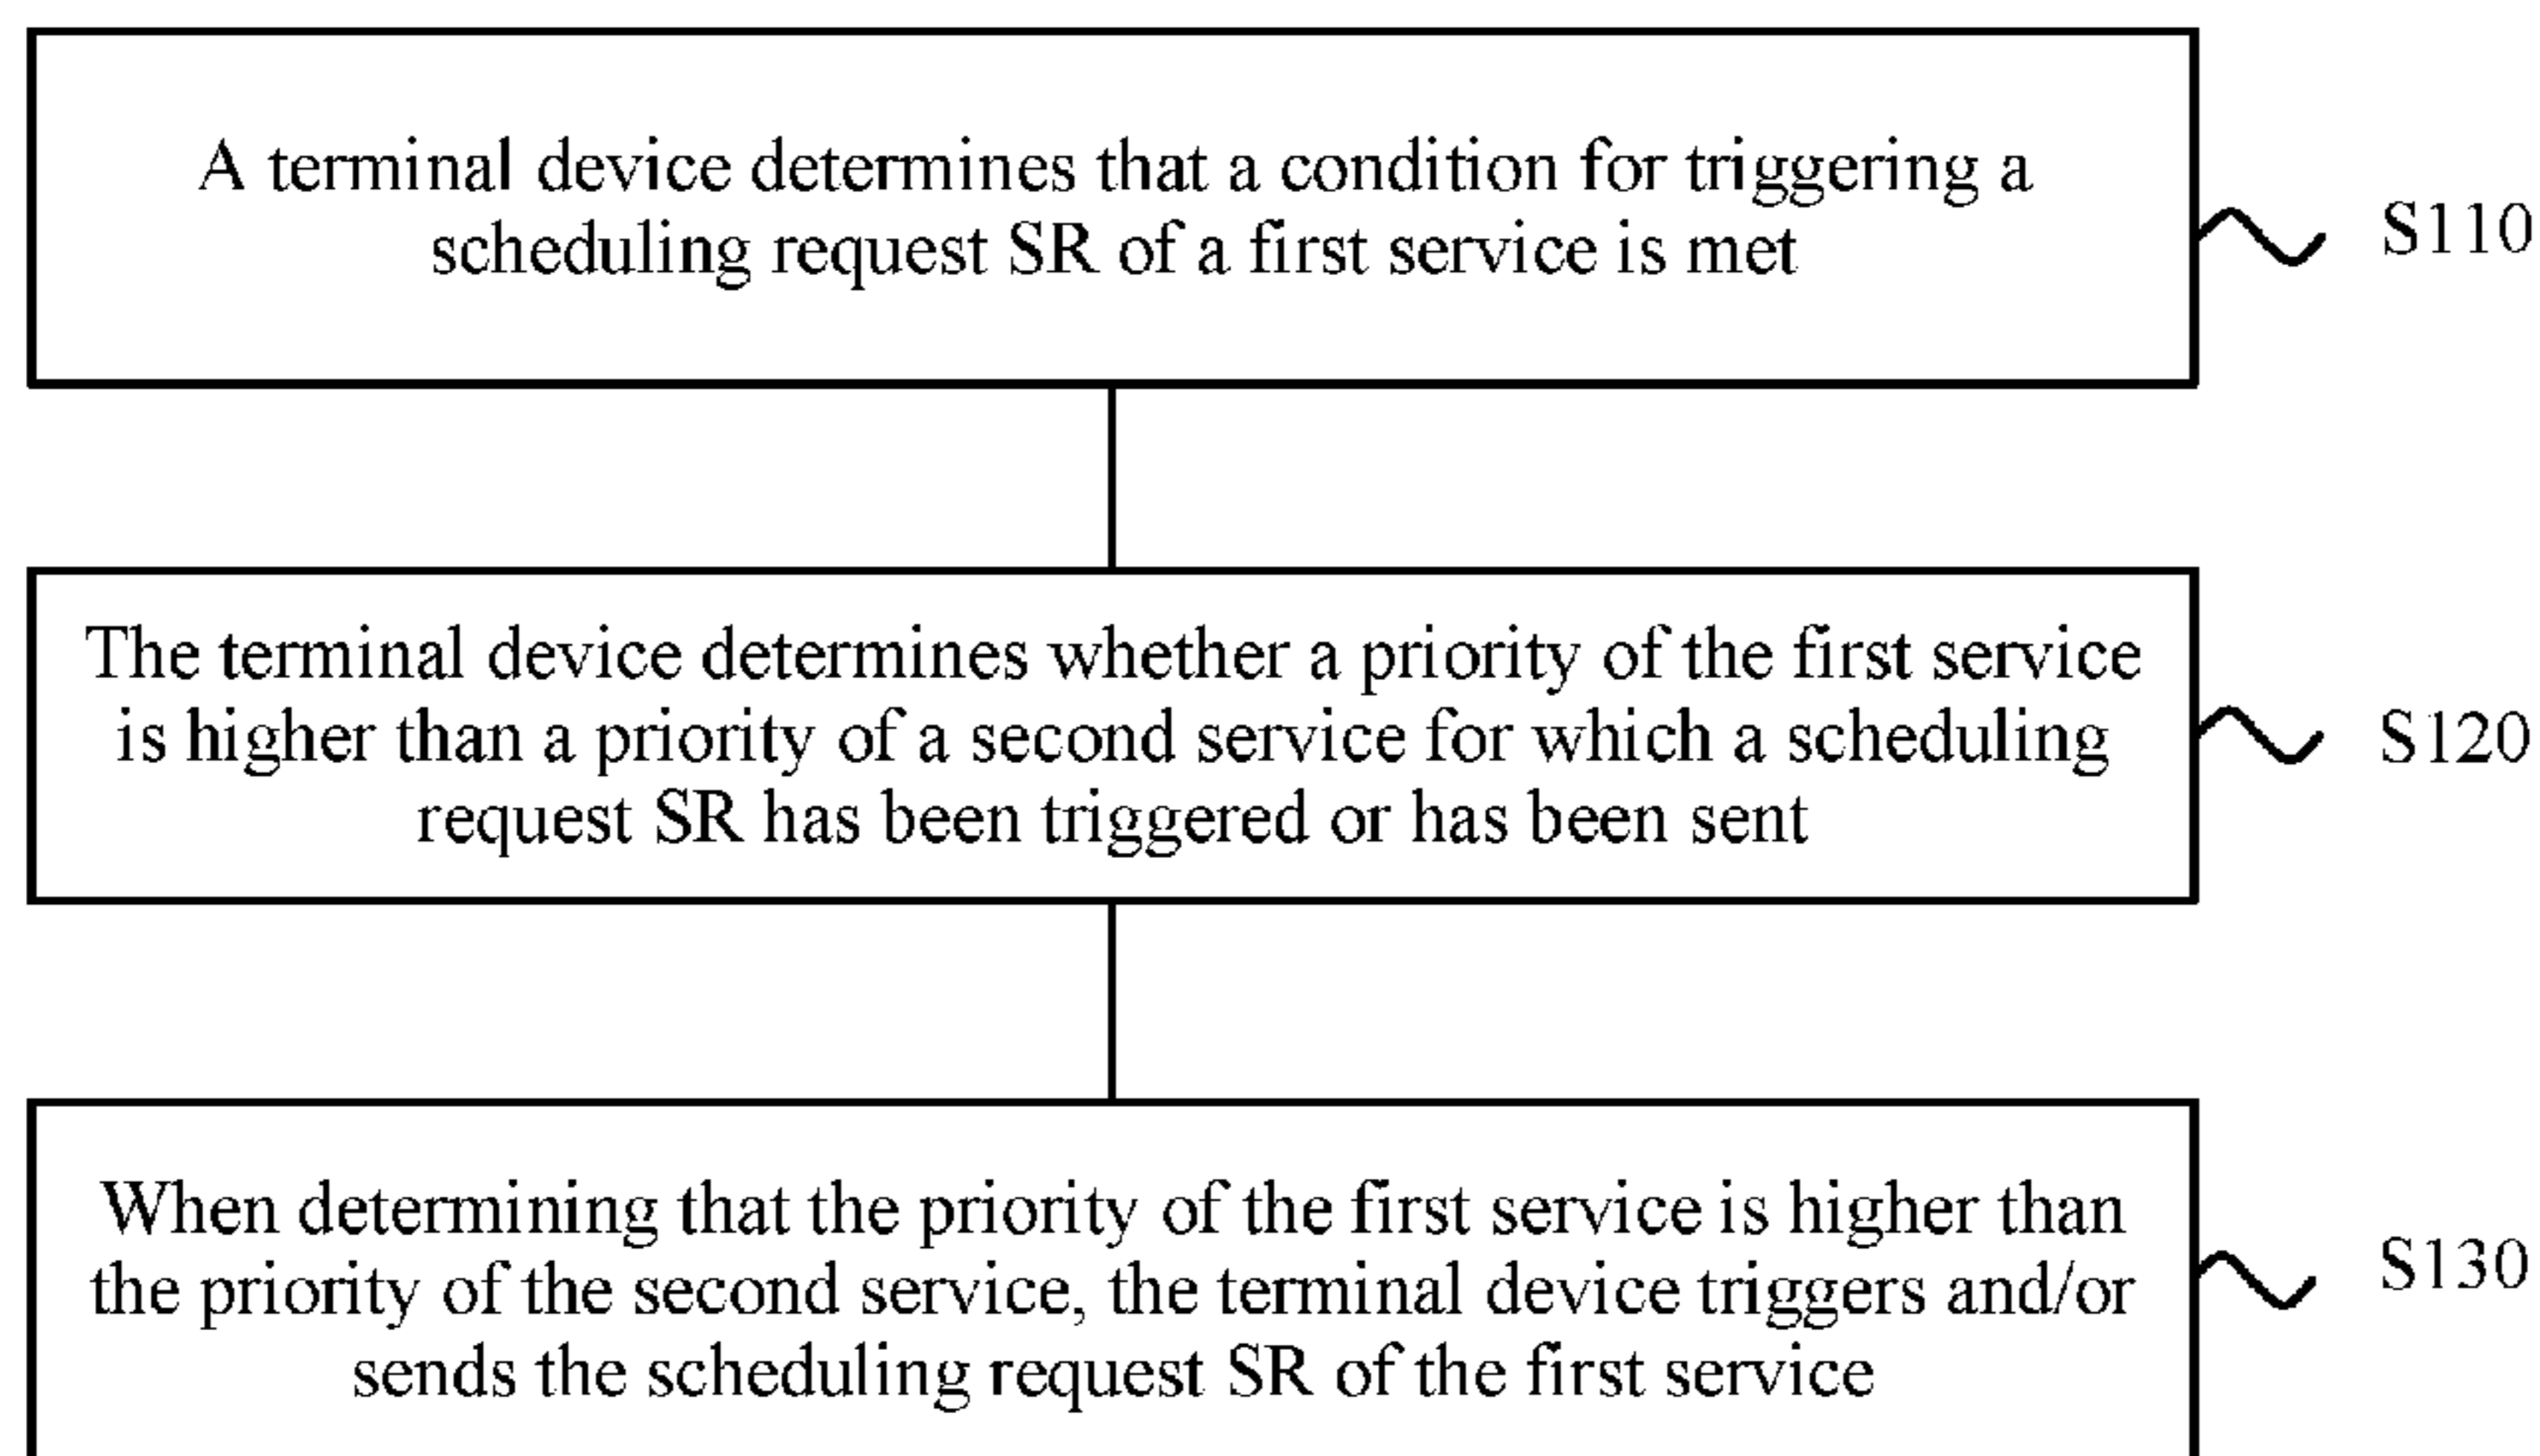 A terminal device determines that a condition for triggering a
scheduling request SR of a first service is met
S110
The terminal device determines whether a priority of the first service
is higher than a priority of a second service for which a scheduling
request SR has been triggered or has been sent
S120
When determining that the priority of the first service is higher than
the priority of the second service, the terminal device triggers and/or
sends the scheduling request SR of the first service
S130